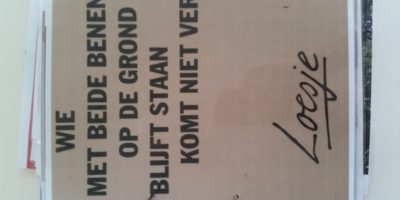 WIE
MET BEIDE BENEN
OP DE GROND
BLIJFT STAAN
KOMT NIET VER
Loesje